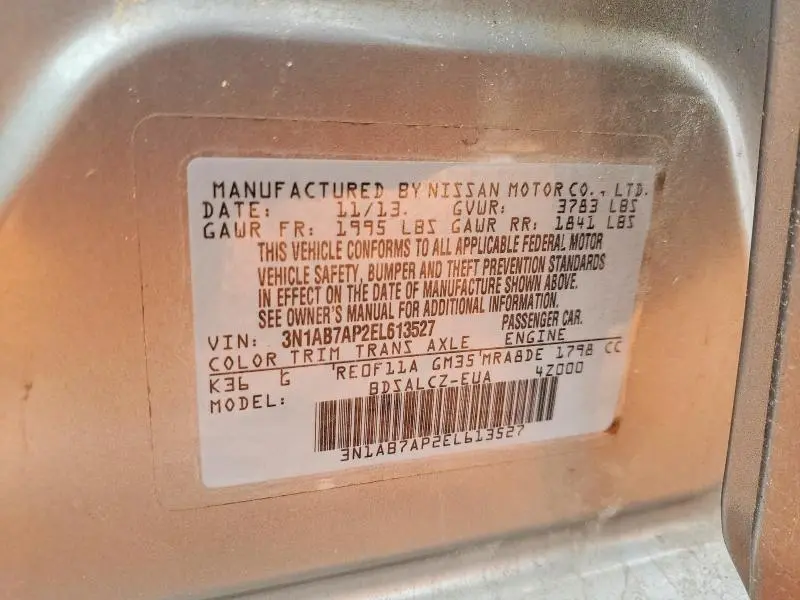 MANUFACTURED BY NISSAN MOTOR CO., LTD.
DATE: 11/13. GVWR: 3783 LBS
GAWR FR: 1995 LBS GAWR RR: 1841 LBS
THIS VEHICLE CONFORMS TO ALL APPLICABLE FEDERAL MOTOR
VEHICLE SAFETY, BUMPER AND THEFT PREVENTION STANDARDS
IN EFFECT ON THE DATE OF MANUFACTURE SHOWN ABOVE.
SEE OWNER'S MANUAL FOR ADDITIONAL INFORMATION.
VIN: 3N1AB7AP2EL613527 PASSENGER CAR.
COLOR TRIM TRANS AXLE ENGINE
K36 G RE0F11A GM35 MRA8DE 1798 CC
MODEL: BDSALCZ-EUA 4Z000
3N1AB7AP2EL613527